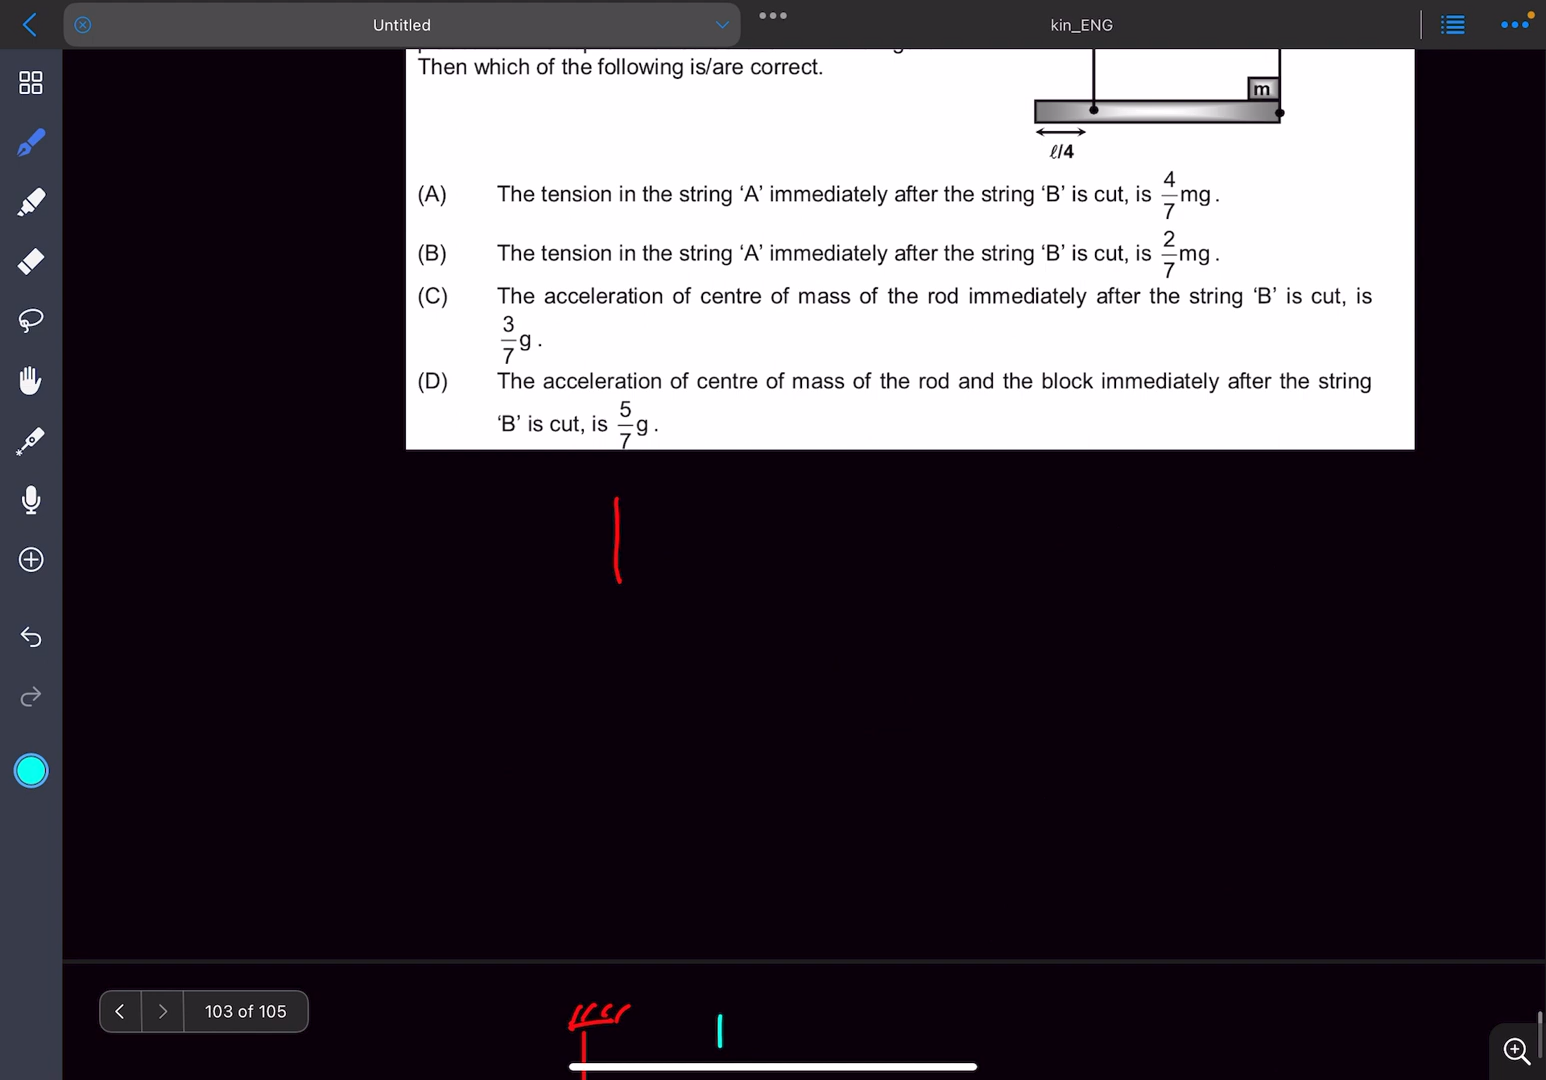 Untitled
kin_ENG
Then which of the following is/are correct.
m
ℓ/4
(A) The tension in the string ‘A’ immediately after the string ‘B’ is cut, is 4/7 mg .
(B) The tension in the string ‘A’ immediately after the string ‘B’ is cut, is 2/7 mg .
(C) The acceleration of centre of mass of the rod immediately after the string ‘B’ is cut, is
3/7 g .
(D) The acceleration of centre of mass of the rod and the block immediately after the string
‘B’ is cut, is 5/7 g .
103 of 105